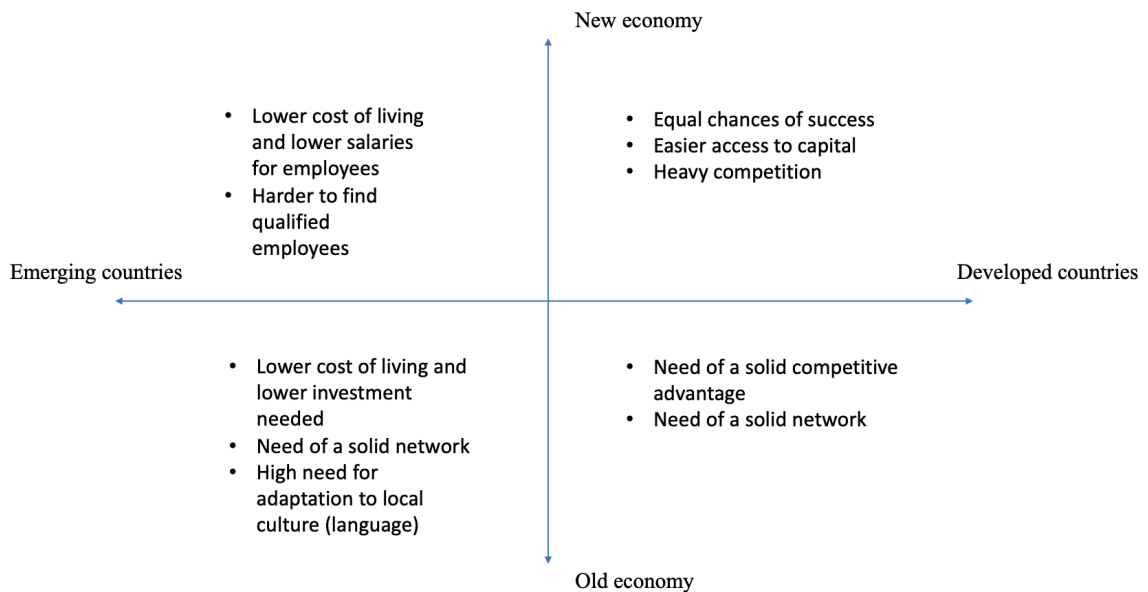 New economy
• Lower cost of living
and lower salaries
for employees
• Harder to find
qualified
employees
• Equal chances of success
• Easier access to capital
• Heavy competition
Emerging countries
Developed countries
• Lower cost of living and
lower investment
needed
• Need of a solid network
• High need for
adaptation to local
culture (language)
• Need of a solid competitive
advantage
• Need of a solid network
Old economy